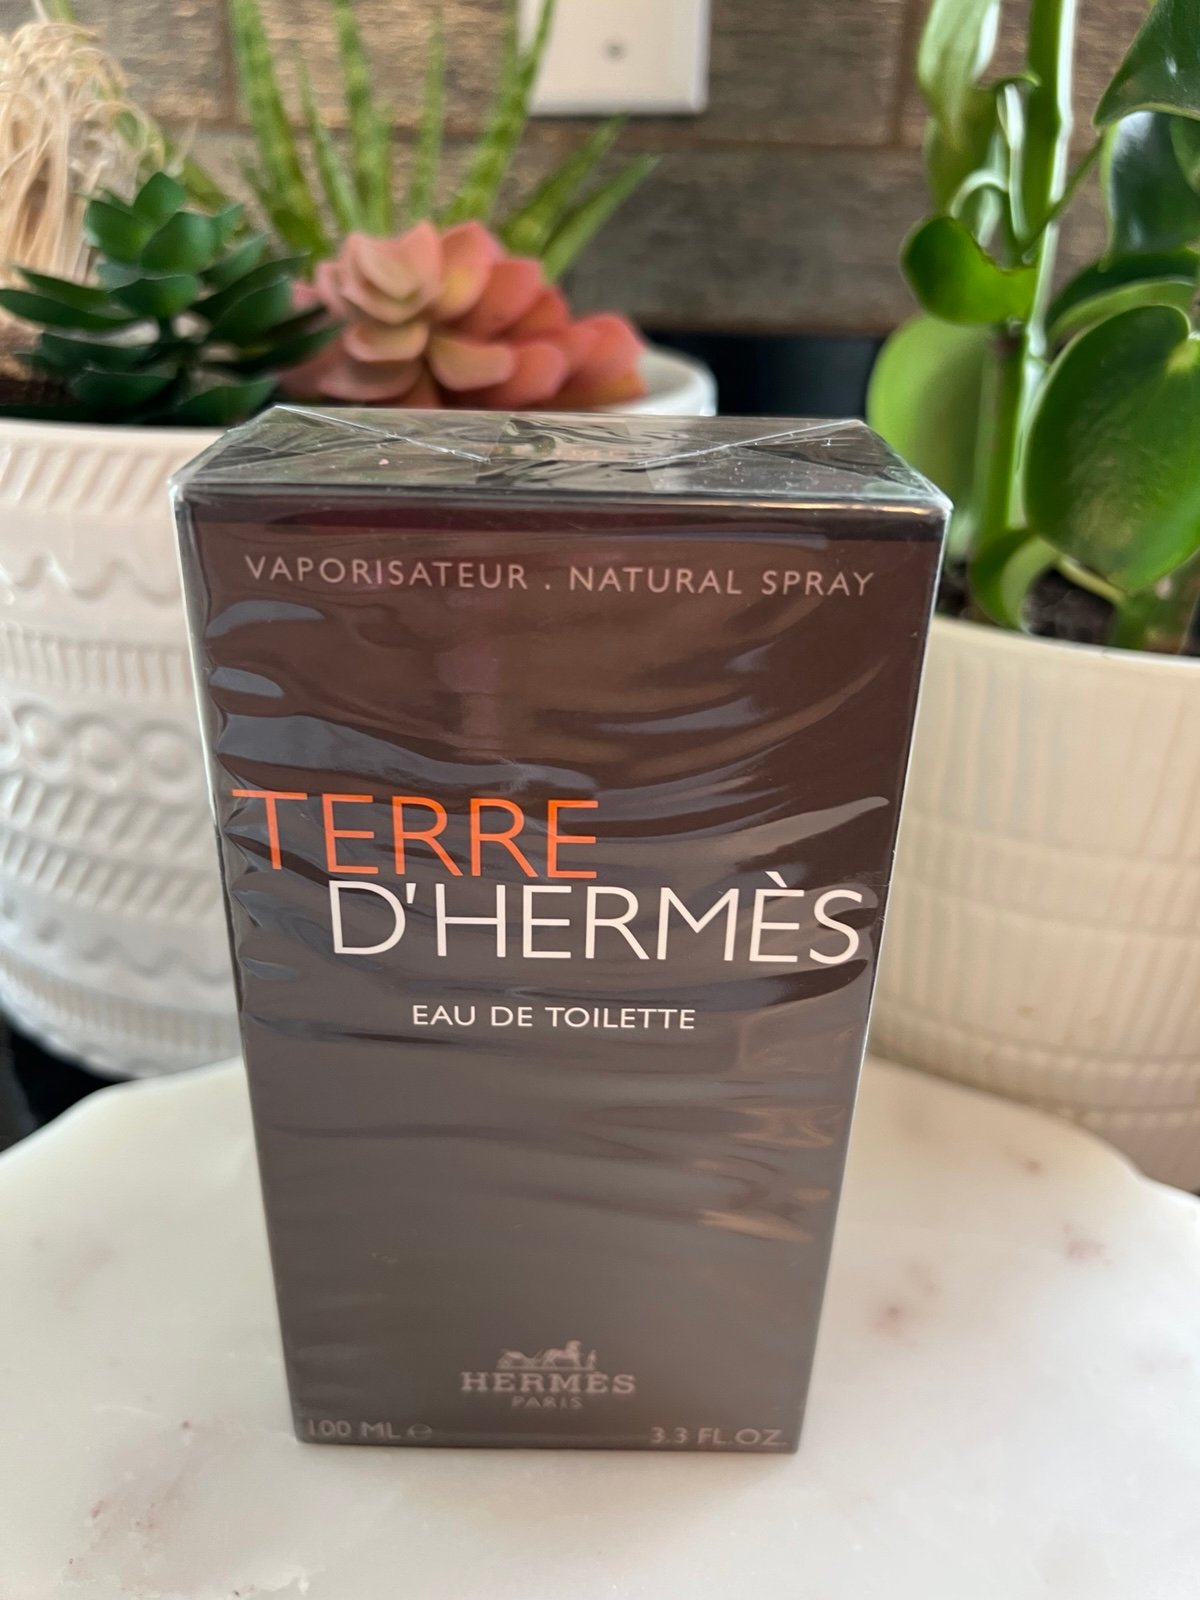 VAPORISATEUR . NATURAL SPRAY
TERRE
D'HERMÈS
EAU DE TOILETTE
HERMÈS
PARIS
100 ML ℮ 3.3 FL.OZ.